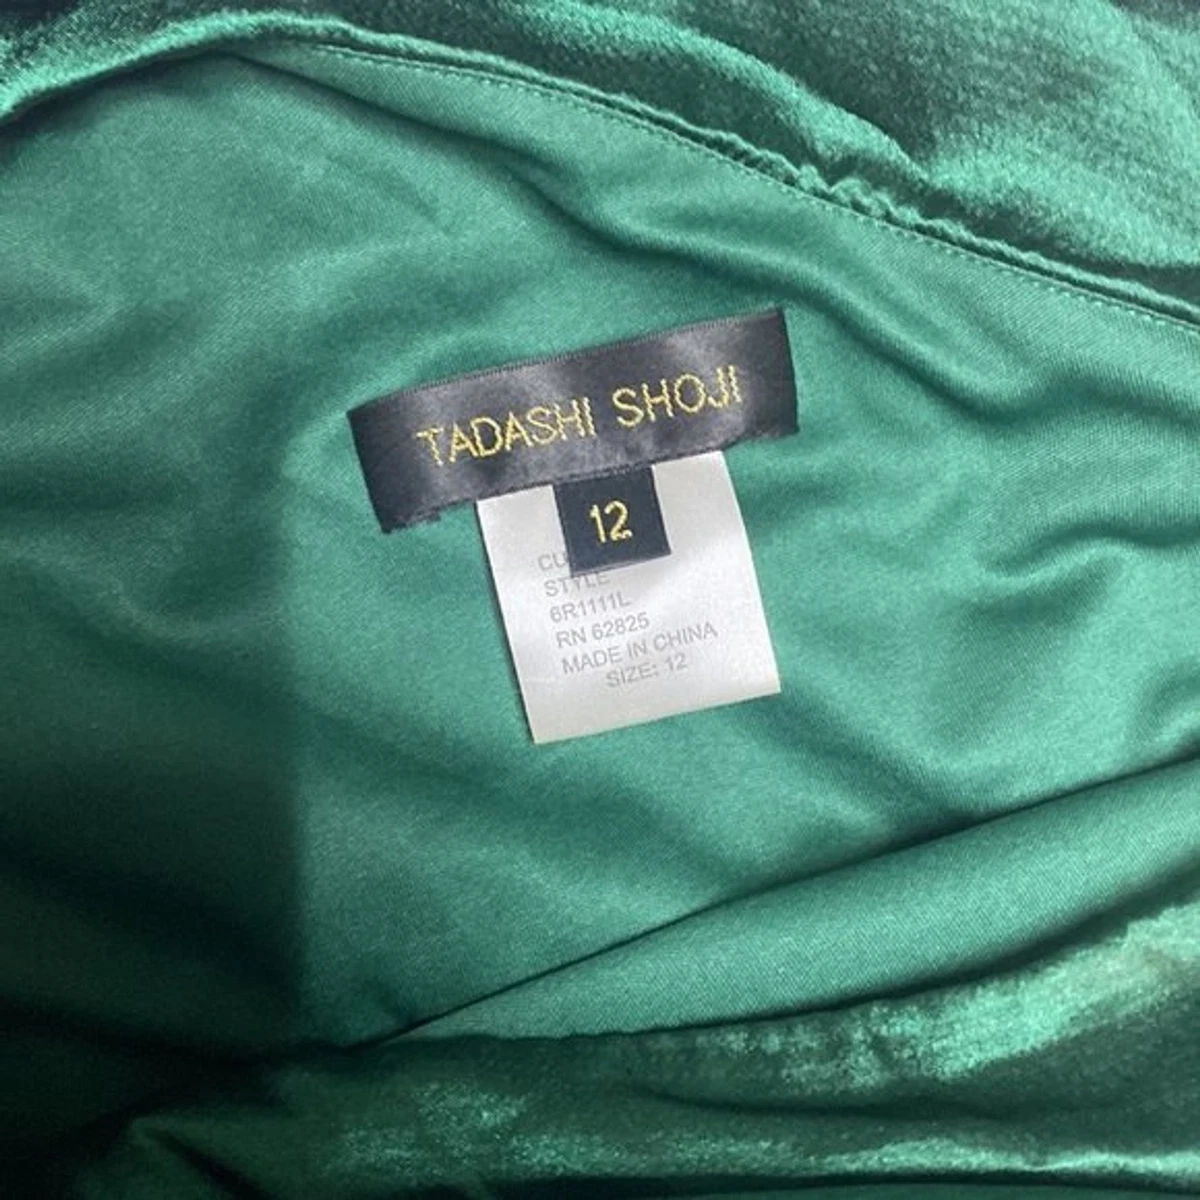 TADASHI SHOJI
12
STYLE
6R1111L
RN 62825
MADE IN CHINA
SIZE: 12